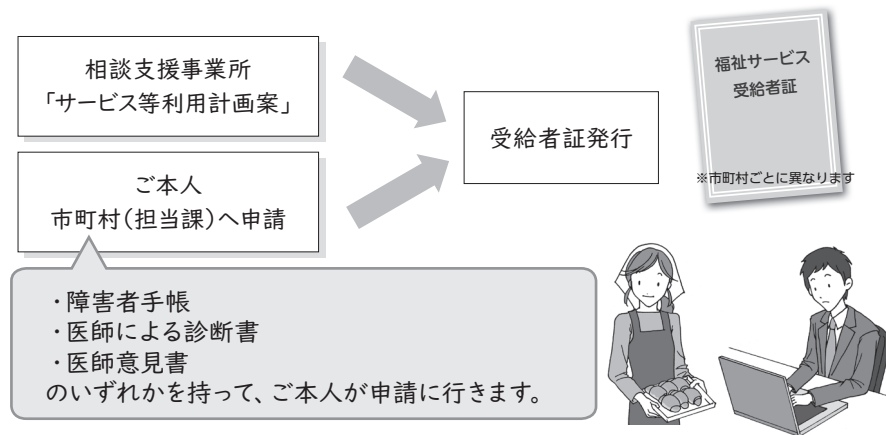 相談支援事業所
「サービス等利用計画案」
ご本人
市町村(担当課)へ申請
受給者証発行
福祉サービス
受給者証
※市町村ごとに異なります
・障害者手帳
・医師による診断書
・医師意見書
のいずれかを持って、ご本人が申請に行きます。